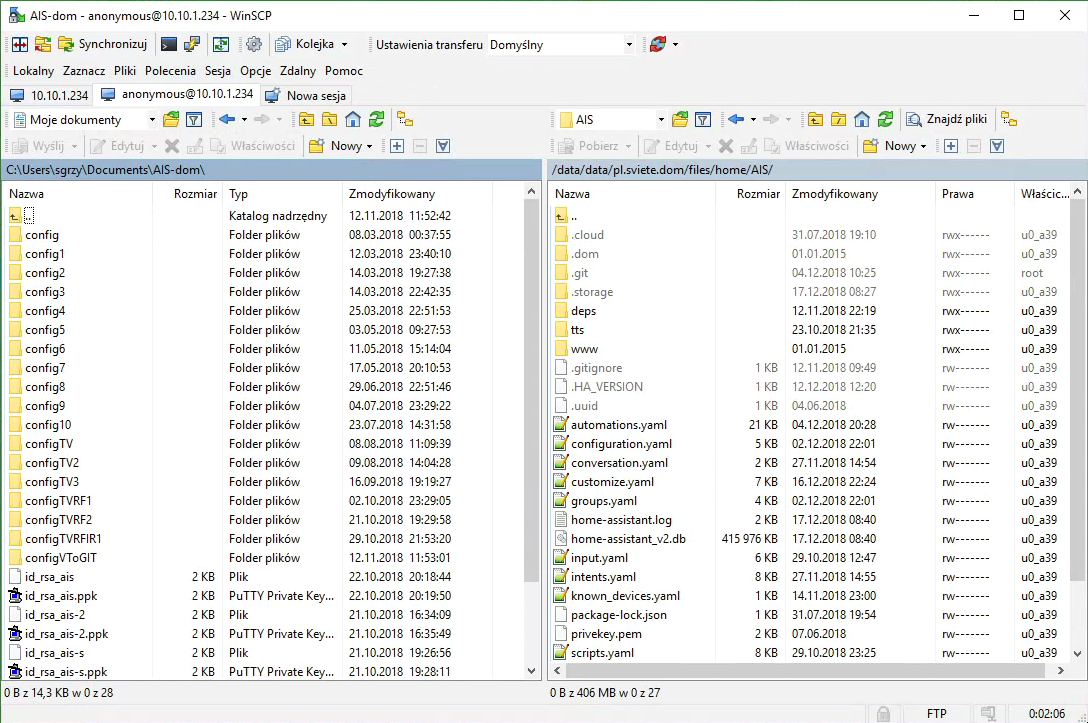 AIS-dom - anonymous@10.10.1.234 - WinSCP
Synchronizuj Kolejka Ustawienia transferu Domyślny
Lokalny Zaznacz Pliki Polecenia Sesja Opcje Zdalny Pomoc
10.10.1.234 anonymous@10.10.1.234 Nowa sesja
Moje dokumenty AIS Znajdź pliki
Wyślij Edytuj Właściwości Nowy Pobierz Edytuj Właściwości Nowy
C:\Users\sgrzy\Documents\AIS-dom\ /data/data/pl.sviete.dom/files/home/AIS/
Nazwa Rozmiar Typ Zmodyfikowany
.. Katalog nadrzędny 12.11.2018 11:52:42
config Folder plików 08.03.2018 00:37:55
config1 Folder plików 12.03.2018 23:40:10
config2 Folder plików 14.03.2018 19:27:38
config3 Folder plików 14.03.2018 22:42:35
config4 Folder plików 25.03.2018 22:51:53
config5 Folder plików 03.05.2018 09:27:53
config6 Folder plików 11.05.2018 15:14:04
config7 Folder plików 17.05.2018 20:10:53
config8 Folder plików 29.06.2018 22:51:46
config9 Folder plików 04.07.2018 23:29:22
config10 Folder plików 23.07.2018 14:31:58
configTV Folder plików 08.08.2018 11:09:39
configTV2 Folder plików 09.08.2018 14:04:28
configTV3 Folder plików 16.09.2018 19:19:27
configTVRF1 Folder plików 02.10.2018 23:29:05
configTVRF2 Folder plików 21.10.2018 19:29:58
configTVRFIR1 Folder plików 29.10.2018 21:53:20
configVToGIT Folder plików 12.11.2018 11:53:01
id_rsa_ais 2 KB Plik 22.10.2018 20:18:44
id_rsa_ais.ppk 2 KB PuTTY Private Key... 22.10.2018 20:19:50
id_rsa_ais-2 2 KB Plik 21.10.2018 16:34:09
id_rsa_ais-2.ppk 2 KB PuTTY Private Key... 21.10.2018 16:35:49
id_rsa_ais-s 2 KB Plik 21.10.2018 19:26:56
id_rsa_ais-s.ppk 2 KB PuTTY Private Key... 21.10.2018 19:28:11
0 B z 14,3 KB w 0 z 28
Nazwa Rozmiar Zmodyfikowany Prawa Właścic...
..
.cloud 31.07.2018 19:10 rwx------ u0_a39
.dom 01.01.2015 rwx------ u0_a39
.git 04.12.2018 10:25 rwx------ root
.storage 17.12.2018 08:27 rwx------ u0_a39
deps 12.11.2018 22:19 rwx------ u0_a39
tts 23.10.2018 21:35 rwx------ u0_a39
www 01.01.2015 rwx------ u0_a39
.gitignore 1 KB 12.11.2018 09:49 rw------- u0_a39
.HA_VERSION 1 KB 12.12.2018 12:20 rw------- u0_a39
.uuid 1 KB 04.06.2018 rw------- u0_a39
automations.yaml 21 KB 04.12.2018 20:28 rw------- u0_a39
configuration.yaml 5 KB 02.12.2018 22:01 rw------- u0_a39
conversation.yaml 2 KB 27.11.2018 14:54 rw------- u0_a39
customize.yaml 7 KB 16.12.2018 22:24 rw------- u0_a39
groups.yaml 4 KB 02.12.2018 22:01 rw------- u0_a39
home-assistant.log 2 KB 17.12.2018 08:40 rw------- u0_a39
home-assistant_v2.db 415 976 KB 17.12.2018 08:40 rw------- u0_a39
input.yaml 6 KB 29.10.2018 12:47 rw------- u0_a39
intents.yaml 8 KB 27.11.2018 14:55 rw------- u0_a39
known_devices.yaml 1 KB 14.11.2018 23:00 rw------- u0_a39
package-lock.json 1 KB 31.07.2018 19:54 rw------- u0_a39
privekey.pem 2 KB 07.06.2018 rw------- u0_a39
scripts.yaml 8 KB 29.10.2018 23:25 rw------- u0_a39
0 B z 406 MB w 0 z 27
FTP 0:02:06